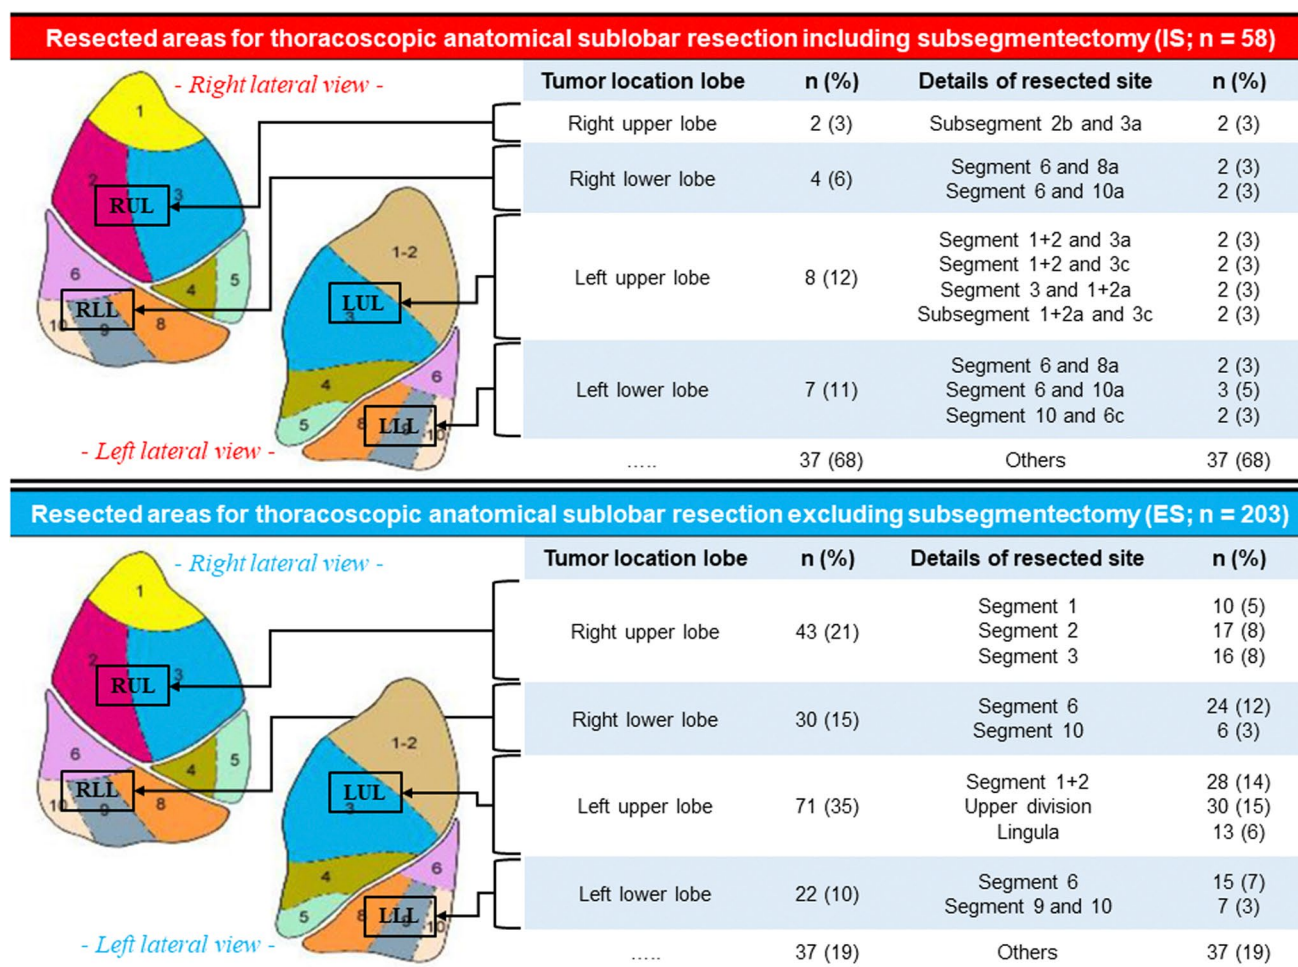 Resected areas for thoracoscopic anatomical sublobar resection including subsegmentectomy (IS; n = 58)
- Right lateral view -
Tumor location lobe n (%) Details of resected site n (%)
Right upper lobe 2 (3) Subsegment 2b and 3a 2 (3)
Right lower lobe 4 (6)
Segment 6 and 8a 2 (3)
Segment 6 and 10a 2 (3)
Left upper lobe 8 (12)
Segment 1+2 and 3a 2 (3)
Segment 1+2 and 3c 2 (3)
Segment 3 and 1+2a 2 (3)
Subsegment 1+2a and 3c 2 (3)
Left lower lobe 7 (11)
Segment 6 and 8a 2 (3)
Segment 6 and 10a 3 (5)
Segment 10 and 6c 2 (3)
..... 37 (68) Others 37 (68)
1
2
3
RUL
6
4
5
RLL
10
9
8
1-2
LUL
3
4
6
5
8
LLL
9
10
- Left lateral view -
Resected areas for thoracoscopic anatomical sublobar resection excluding subsegmentectomy (ES; n = 203)
- Right lateral view -
Tumor location lobe n (%) Details of resected site n (%)
Right upper lobe 43 (21)
Segment 1 10 (5)
Segment 2 17 (8)
Segment 3 16 (8)
Right lower lobe 30 (15)
Segment 6 24 (12)
Segment 10 6 (3)
Left upper lobe 71 (35)
Segment 1+2 28 (14)
Upper division 30 (15)
Lingula 13 (6)
Left lower lobe 22 (10)
Segment 6 15 (7)
Segment 9 and 10 7 (3)
..... 37 (19) Others 37 (19)
1
2
3
RUL
6
4
5
RLL
10
9
8
1-2
LUL
3
4
6
5
8
LLL
9
10
- Left lateral view -